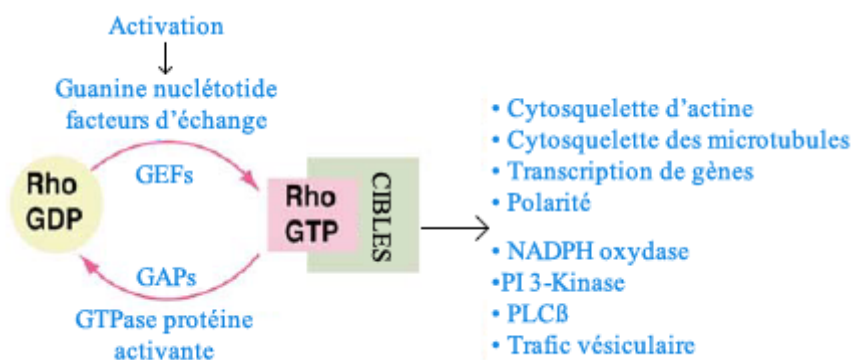 Activation
Guanine nuclétotide
facteurs d'échange
GEFs
Rho
GDP
Rho
GTP
CIBLES
GAPs
GTPase protéine
activante
• Cytosquelette d'actine
• Cytosquelette des microtubules
• Transcription de gènes
• Polarité
• NADPH oxydase
•PI 3-Kinase
• PLCß
• Trafic vésiculaire